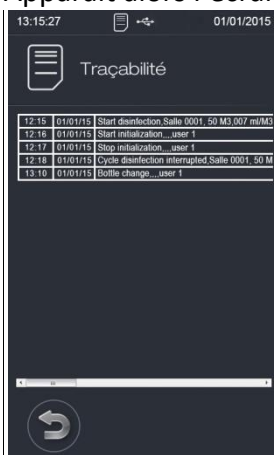 13:15:27 01/01/2015
Traçabilité
12:15 01/01/15 Start disinfection,Salle 0001, 50 M3,007 ml/M3
12:16 01/01/15 Start initialization,,,,user 1
12:17 01/01/15 Stop initialization,,,,user 1
12:18 01/01/15 Cycle disinfection interrupted,Salle 0001, 50 M
13:10 01/01/15 Bottle change,,,,user 1